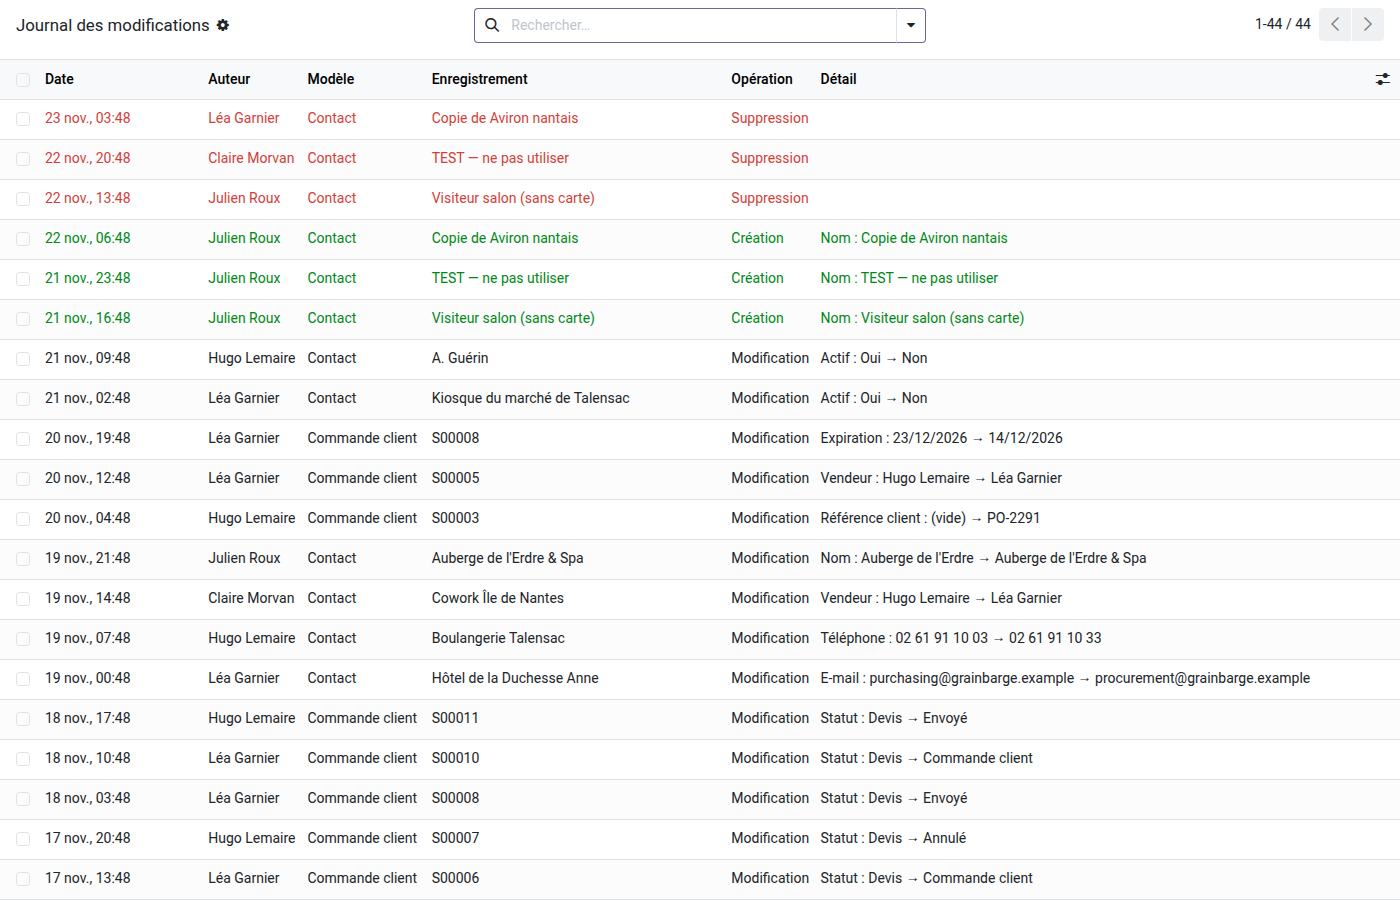 Journal des modifications
Rechercher...
1-44 / 44
Date Auteur Modèle Enregistrement Opération Détail
23 nov., 03:48 Léa Garnier Contact Copie de Aviron nantais Suppression
22 nov., 20:48 Claire Morvan Contact TEST — ne pas utiliser Suppression
22 nov., 13:48 Julien Roux Contact Visiteur salon (sans carte) Suppression
22 nov., 06:48 Julien Roux Contact Copie de Aviron nantais Création Nom : Copie de Aviron nantais
21 nov., 23:48 Julien Roux Contact TEST — ne pas utiliser Création Nom : TEST — ne pas utiliser
21 nov., 16:48 Julien Roux Contact Visiteur salon (sans carte) Création Nom : Visiteur salon (sans carte)
21 nov., 09:48 Hugo Lemaire Contact A. Guérin Modification Actif : Oui → Non
21 nov., 02:48 Léa Garnier Contact Kiosque du marché de Talensac Modification Actif : Oui → Non
20 nov., 19:48 Léa Garnier Commande client S00008 Modification Expiration : 23/12/2026 → 14/12/2026
20 nov., 12:48 Léa Garnier Commande client S00005 Modification Vendeur : Hugo Lemaire → Léa Garnier
20 nov., 04:48 Hugo Lemaire Commande client S00003 Modification Référence client : (vide) → PO-2291
19 nov., 21:48 Julien Roux Contact Auberge de l'Erdre & Spa Modification Nom : Auberge de l'Erdre → Auberge de l'Erdre & Spa
19 nov., 14:48 Claire Morvan Contact Cowork Île de Nantes Modification Vendeur : Hugo Lemaire → Léa Garnier
19 nov., 07:48 Hugo Lemaire Contact Boulangerie Talensac Modification Téléphone : 02 61 91 10 03 → 02 61 91 10 33
19 nov., 00:48 Léa Garnier Contact Hôtel de la Duchesse Anne Modification E-mail : purchasing@grainbarge.example → procurement@grainbarge.example
18 nov., 17:48 Hugo Lemaire Commande client S00011 Modification Statut : Devis → Envoyé
18 nov., 10:48 Léa Garnier Commande client S00010 Modification Statut : Devis → Commande client
18 nov., 03:48 Léa Garnier Commande client S00008 Modification Statut : Devis → Envoyé
17 nov., 20:48 Hugo Lemaire Commande client S00007 Modification Statut : Devis → Annulé
17 nov., 13:48 Léa Garnier Commande client S00006 Modification Statut : Devis → Commande client